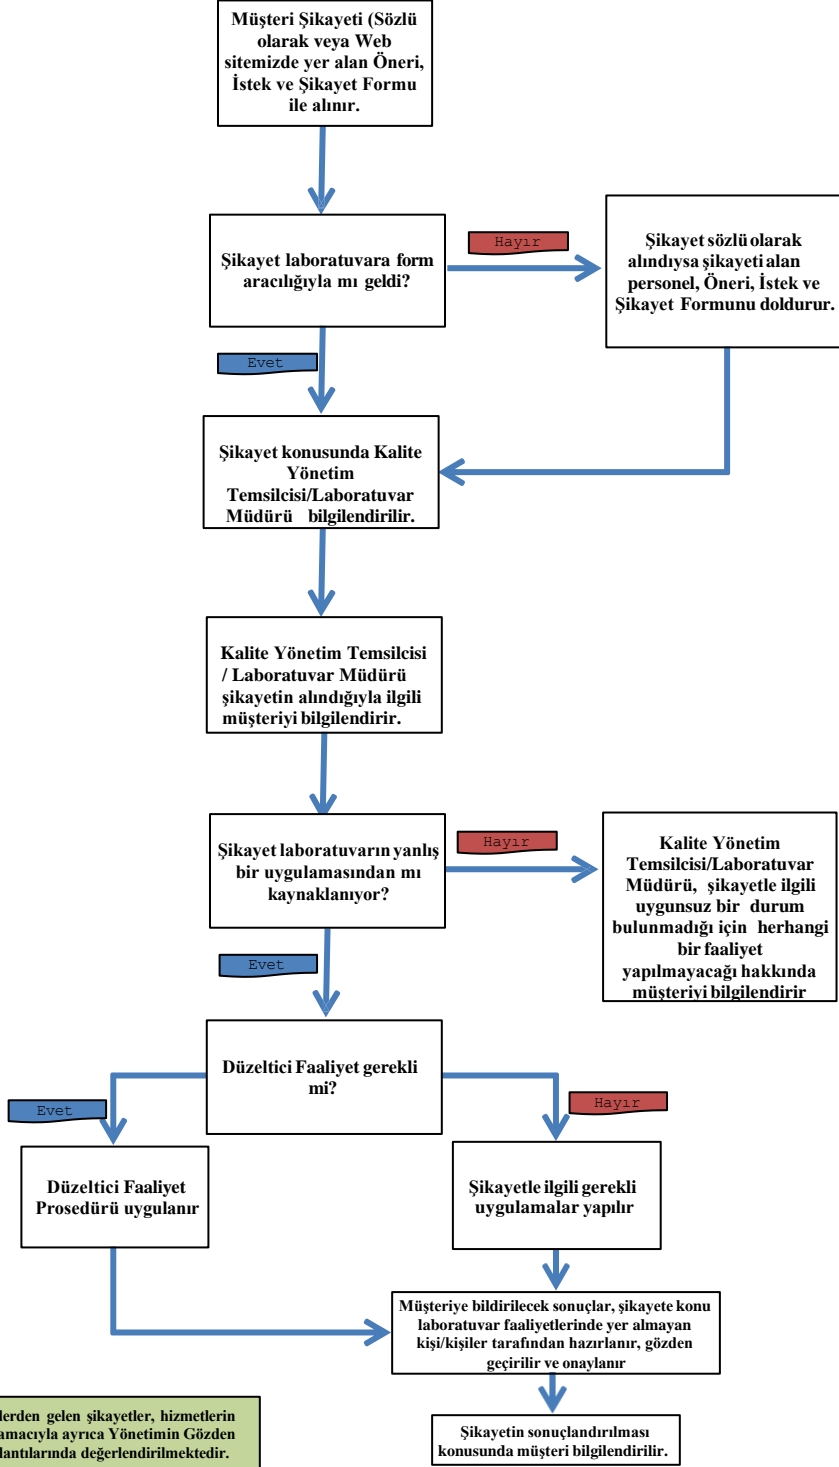 Müşteri Şikayeti (Sözlü
olarak veya Web
sitemizde yer alan Öneri,
İstek ve Şikayet Formu
ile alınır.
Şikayet laboratuvara form
aracılığıyla mı geldi?
Hayır
Şikayet sözlü olarak
alındıysa şikayeti alan
personel, Öneri, İstek ve
Şikayet Formunu doldurur.
Evet
Şikayet konusunda Kalite
Yönetim
Temsilcisi/Laboratuvar
Müdürü bilgilendirilir.
Kalite Yönetim Temsilcisi
/ Laboratuvar Müdürü
şikayetin alındığıyla ilgili
müşteriyi bilgilendirir.
Şikayet laboratuvarın yanlış
bir uygulamasından mı
kaynaklanıyor?
Hayır
Kalite Yönetim
Temsilcisi/Laboratuvar
Müdürü, şikayetle ilgili
uygunsuz bir durum
bulunmadığı için herhangi
bir faaliyet
yapılmayacağı hakkında
müşteriyi bilgilendirir
Evet
Düzeltici Faaliyet gerekli
mi?
Evet
Hayır
Düzeltici Faaliyet
Prosedürü uygulanır
Şikayetle ilgili gerekli
uygulamalar yapılır
Müşteriye bildirilecek sonuçlar, şikayete konu
laboratuvar faaliyetlerinde yer almayan
kişi/kişiler tarafından hazırlanır, gözden
geçirilir ve onaylanır
lerden gelen şikayetler, hizmetlerin
amacıyla ayrıca Yönetimin Gözden
lantılarında değerlendirilmektedir.
Şikayetin sonuçlandırılması
konusunda müşteri bilgilendirilir.